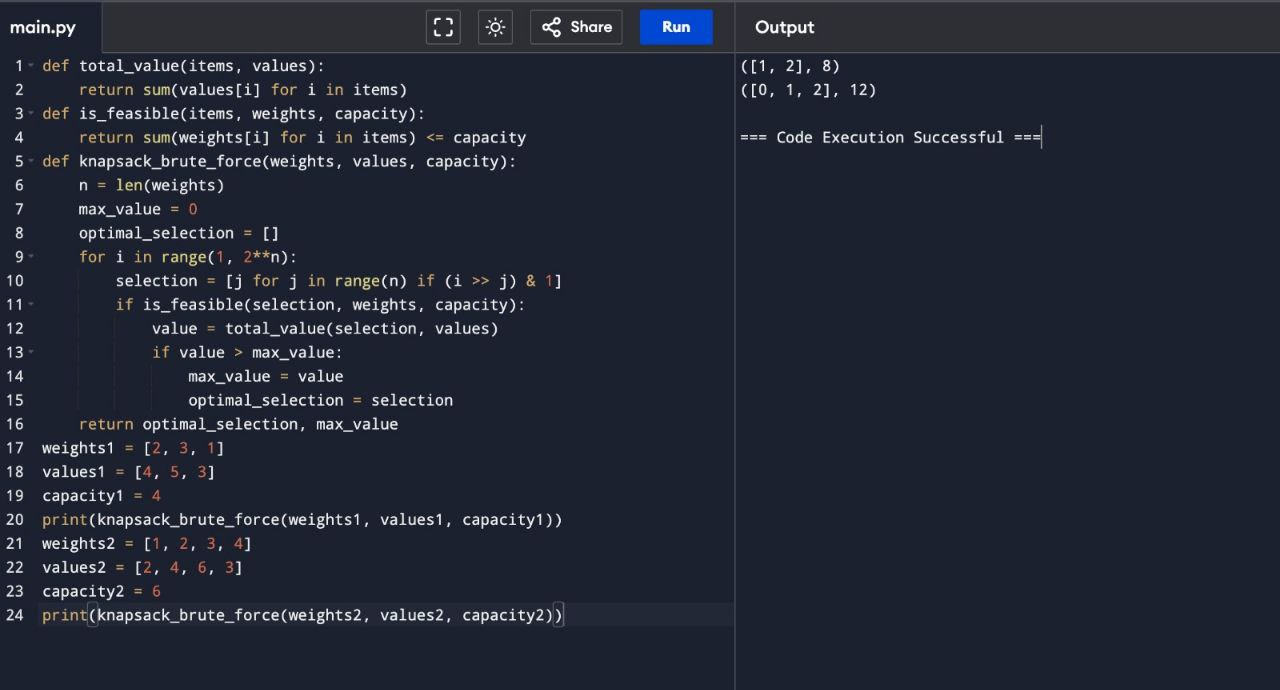 main.py
Share
Run
Output
1 def total_value(items, values):
2     return sum(values[i] for i in items)
3 def is_feasible(items, weights, capacity):
4     return sum(weights[i] for i in items) <= capacity
5 def knapsack_brute_force(weights, values, capacity):
6     n = len(weights)
7     max_value = 0
8     optimal_selection = []
9     for i in range(1, 2**n):
10         selection = [j for j in range(n) if (i >> j) & 1]
11         if is_feasible(selection, weights, capacity):
12             value = total_value(selection, values)
13             if value > max_value:
14                 max_value = value
15                 optimal_selection = selection
16     return optimal_selection, max_value
17 weights1 = [2, 3, 1]
18 values1 = [4, 5, 3]
19 capacity1 = 4
20 print(knapsack_brute_force(weights1, values1, capacity1))
21 weights2 = [1, 2, 3, 4]
22 values2 = [2, 4, 6, 3]
23 capacity2 = 6
24 print(knapsack_brute_force(weights2, values2, capacity2))
([1, 2], 8)
([0, 1, 2], 12)
=== Code Execution Successful ===